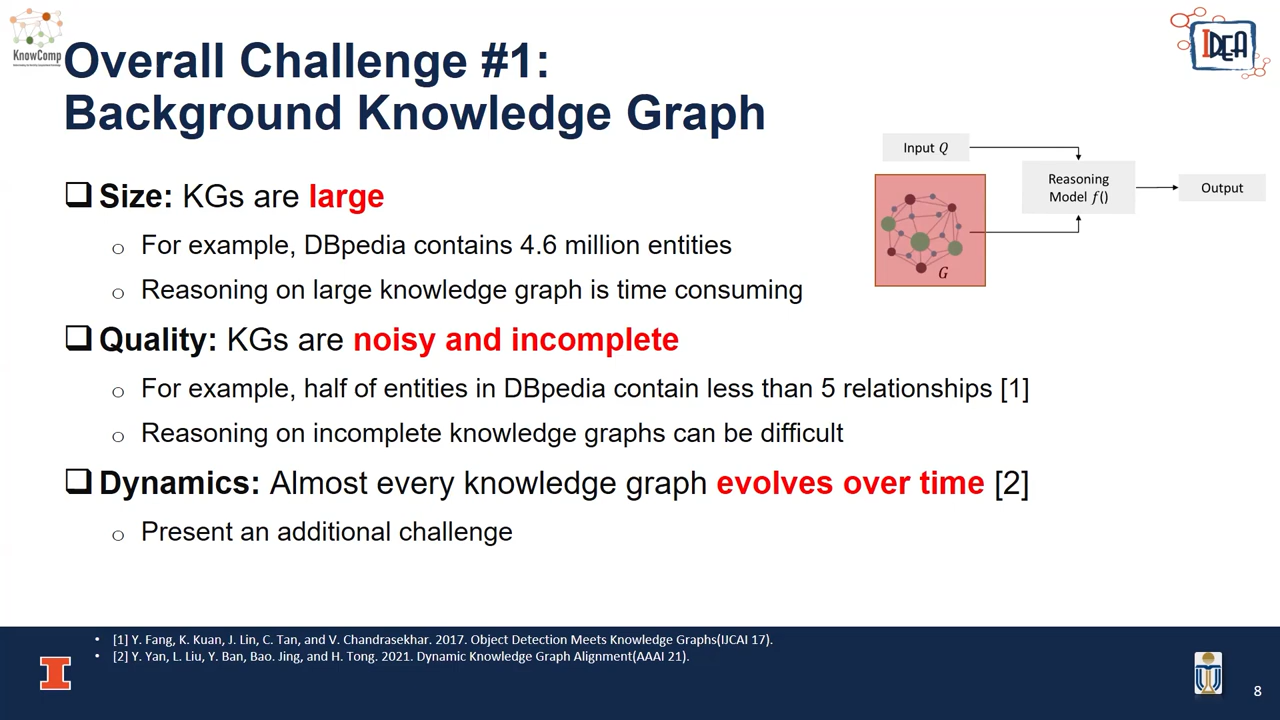 KnowComp
IDEA
Overall Challenge #1:
Background Knowledge Graph
Input Q
Reasoning
Model f()
Output
G
Size: KGs are large
For example, DBpedia contains 4.6 million entities
Reasoning on large knowledge graph is time consuming
Quality: KGs are noisy and incomplete
For example, half of entities in DBpedia contain less than 5 relationships [1]
Reasoning on incomplete knowledge graphs can be difficult
Dynamics: Almost every knowledge graph evolves over time [2]
Present an additional challenge
• [1] Y. Fang, K. Kuan, J. Lin, C. Tan, and V. Chandrasekhar. 2017. Object Detection Meets Knowledge Graphs(IJCAI 17).
• [2] Y. Yan, L. Liu, Y. Ban, Bao. Jing, and H. Tong. 2021. Dynamic Knowledge Graph Alignment(AAAI 21).
I
8